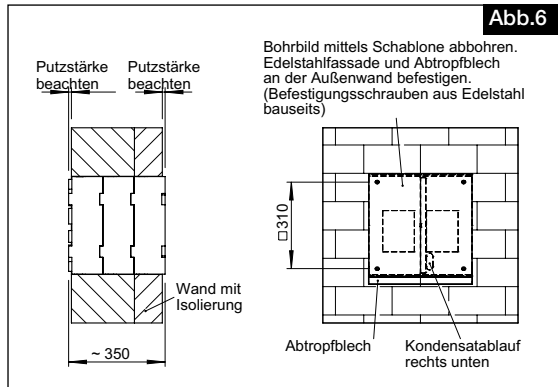 Abb.6
Putzstärke
beachten
Putzstärke
beachten
Bohrbild mittels Schablone abbohren.
Edelstahlfassade und Abtropfblech
an der Außenwand befestigen.
(Befestigungsschrauben aus Edelstahl
bauseits)
□310
Wand mit
Isolierung
~ 350
Abtropfblech
Kondensatablauf
rechts unten